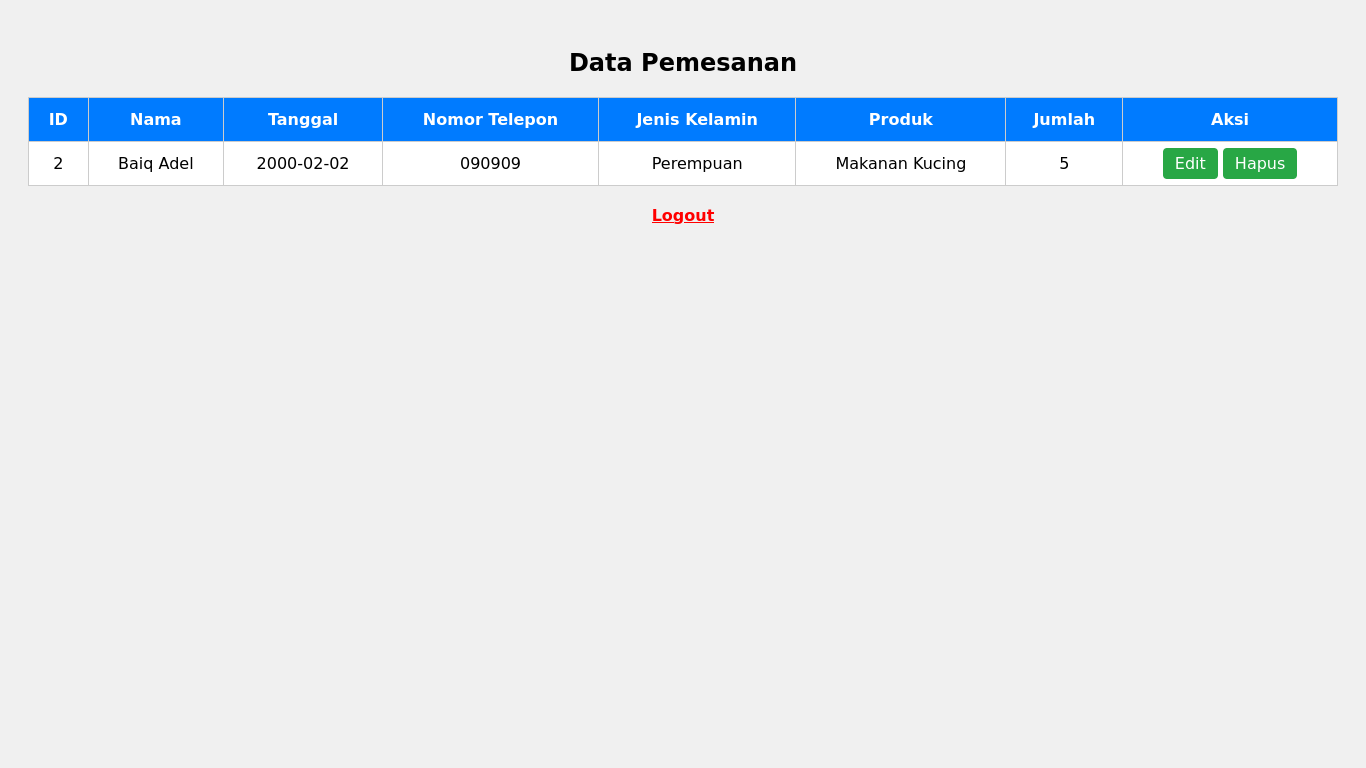 Data Pemesanan
ID Nama Tanggal Nomor Telepon Jenis Kelamin Produk Jumlah Aksi
2 Baiq Adel 2000-02-02 090909 Perempuan Makanan Kucing 5 Edit Hapus
Logout